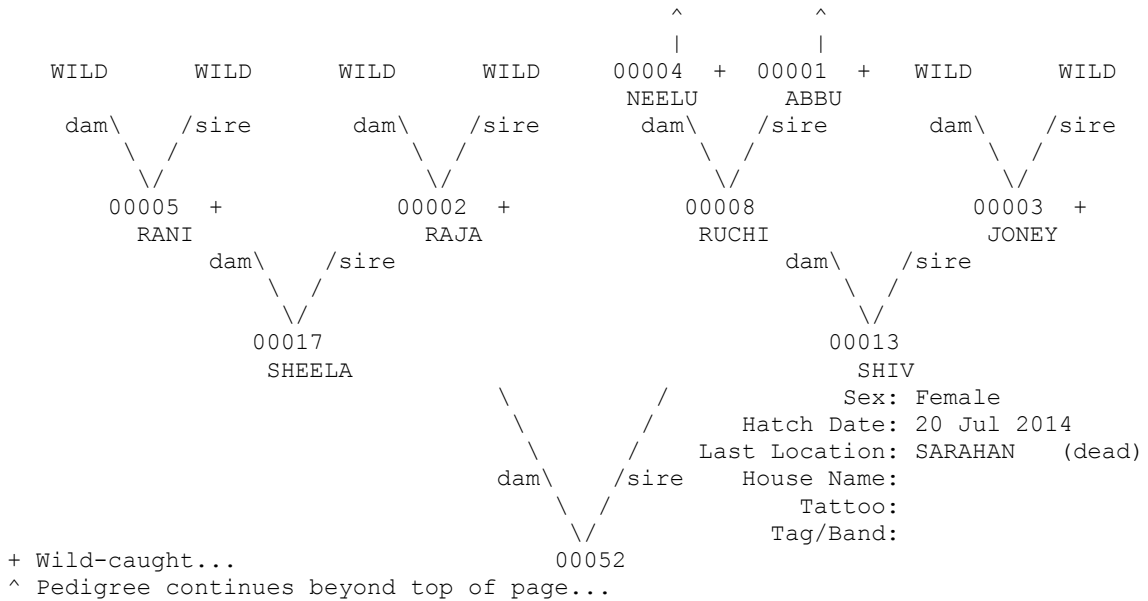 ^ ^
| |
WILD WILD WILD WILD 00004 + 00001 + WILD WILD
NEELU ABBU
dam\ /sire dam\ /sire dam\ /sire dam\ /sire
\ / \ / \ / \ /
\/ \/ \/ \/
00005 + 00002 + 00008 00003 +
RANI RAJA RUCHI JONEY
dam\ /sire dam\ /sire
\ / \ /
\/ \/
00017 00013
SHEELA SHIV
\ / Sex: Female
\ / Hatch Date: 20 Jul 2014
\ / Last Location: SARAHAN (dead)
dam\ /sire House Name:
\ / Tattoo:
\/ Tag/Band:
+ Wild-caught... 00052
^ Pedigree continues beyond top of page...